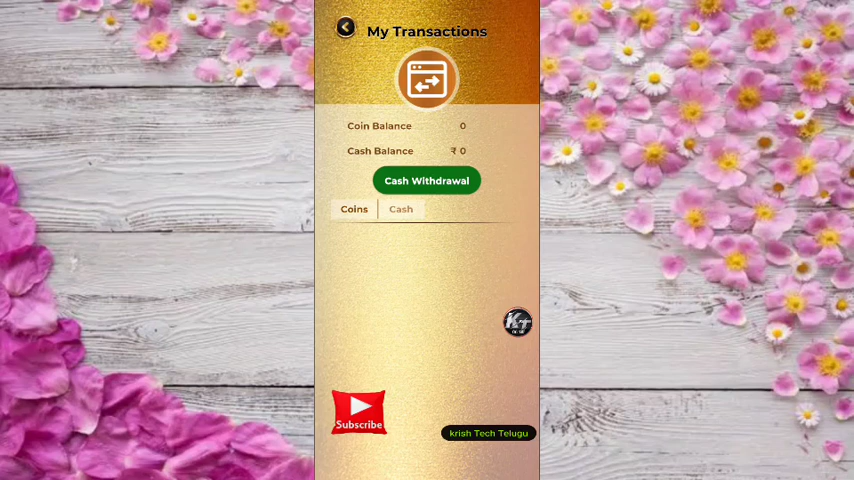 My Transactions
Coin Balance 0
Cash Balance ₹ 0
Cash Withdrawal
Coins Cash
Subscribe
krish Tech Telugu